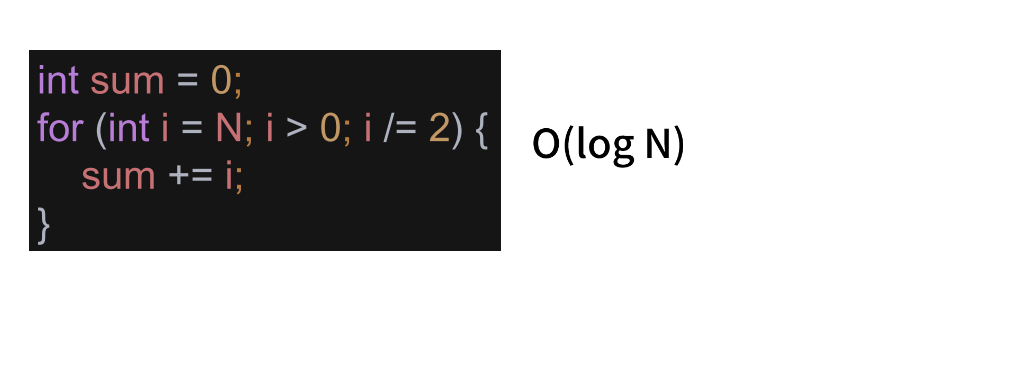 int sum = 0;
for (int i = N; i > 0; i /= 2) {
    sum += i;
}
O(log N)